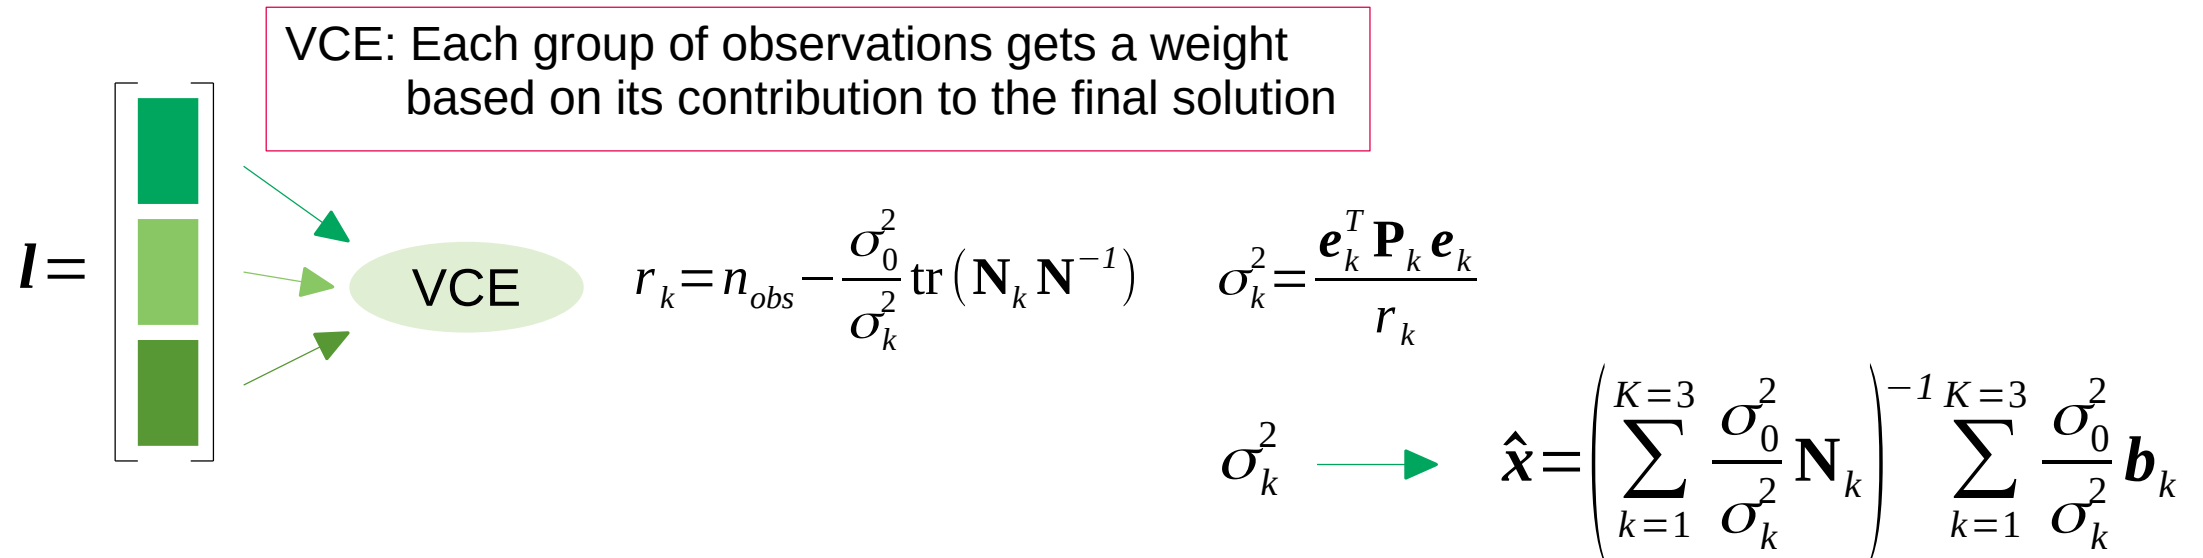 VCE: Each group of observations gets a weight
based on its contribution to the final solution
l =
VCE
r_k = n_obs − σ_0^2 / σ_k^2 tr ( N_k N^−1 )
σ_k^2 = e_k^T P_k e_k / r_k
σ_k^2
x̂ = ( ∑_{k=1}^{K=3} σ_0^2 / σ_k^2 N_k )^−1 ∑_{k=1}^{K=3} σ_0^2 / σ_k^2 b_k